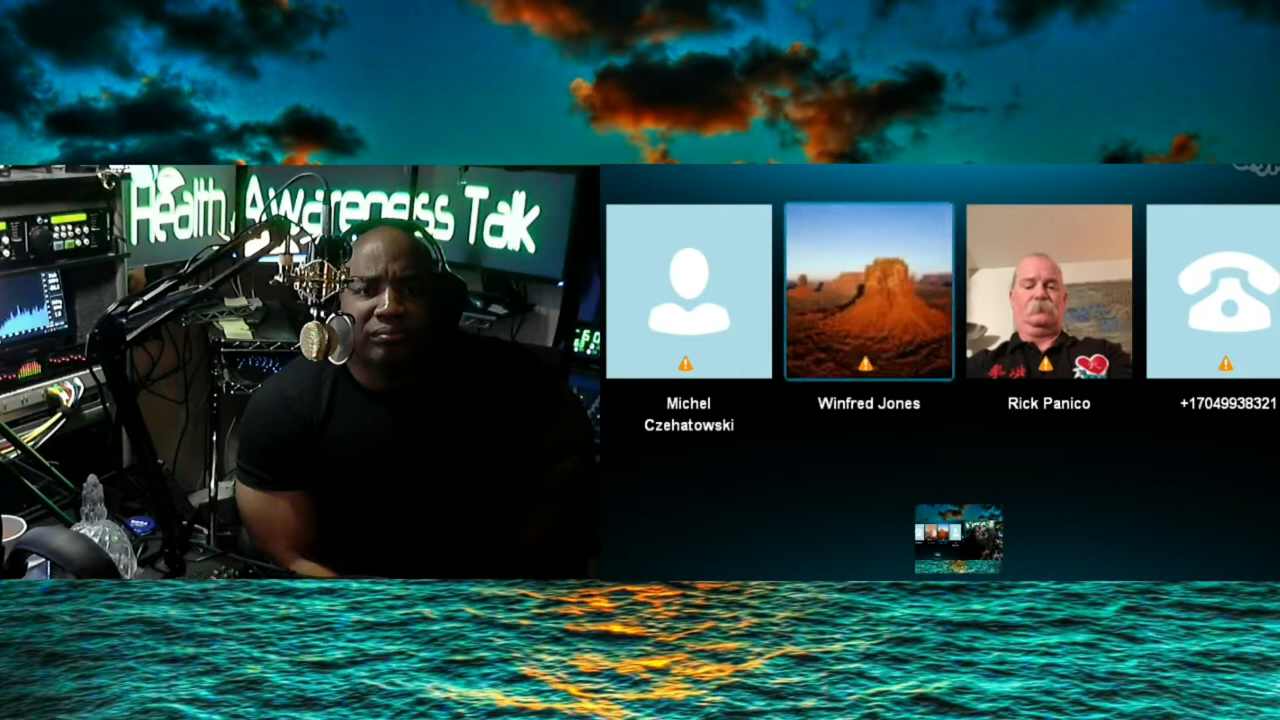 Health Awareness Talk
Michel
Czehatowski
Winfred Jones
Rick Panico
+17049938321